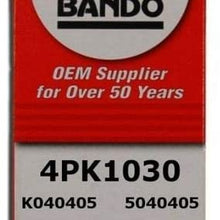 BANDO
OEM Supplier
for Over 50 Years
4PK1030
K040405 5040405